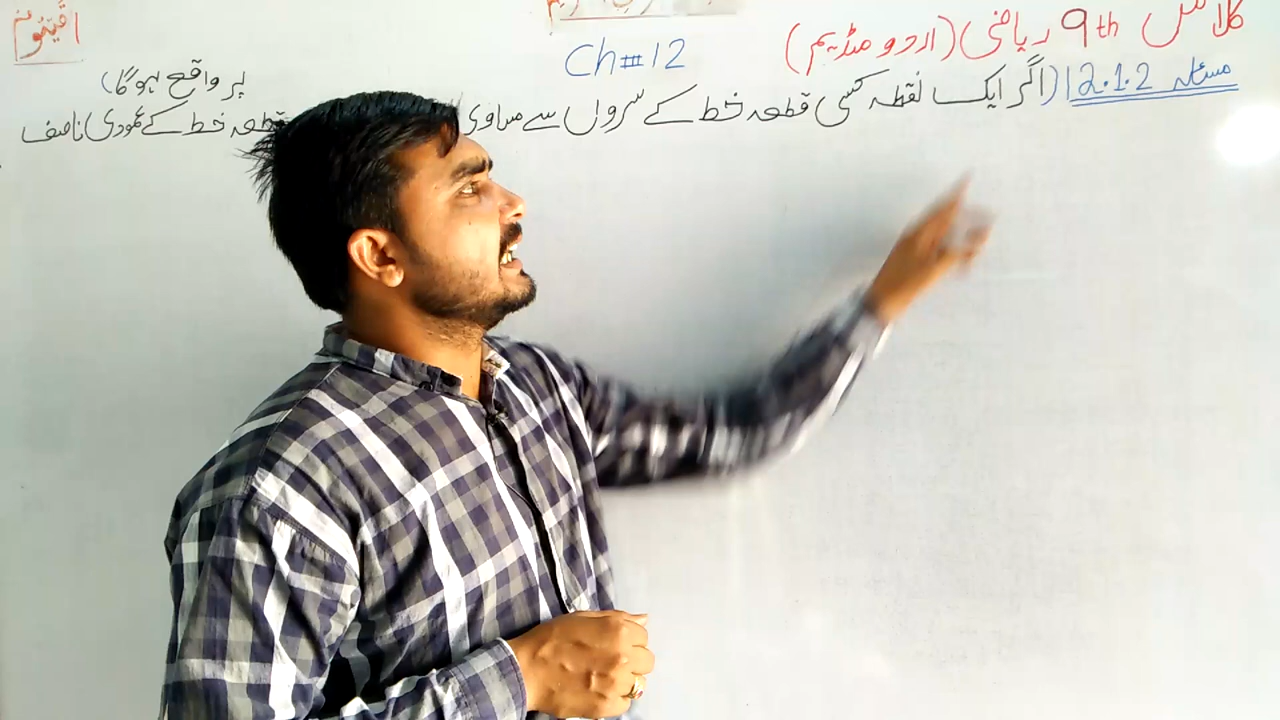 کلاس 9th ریاضی (اردو میڈیم)
Ch#12
مسئلہ 12.1.2 (اگر ایک نقطہ کسی قطعہ خط کے سروں سے مساوی قطعہ خط کے عمودی ناصف
پر واقع ہوگا)